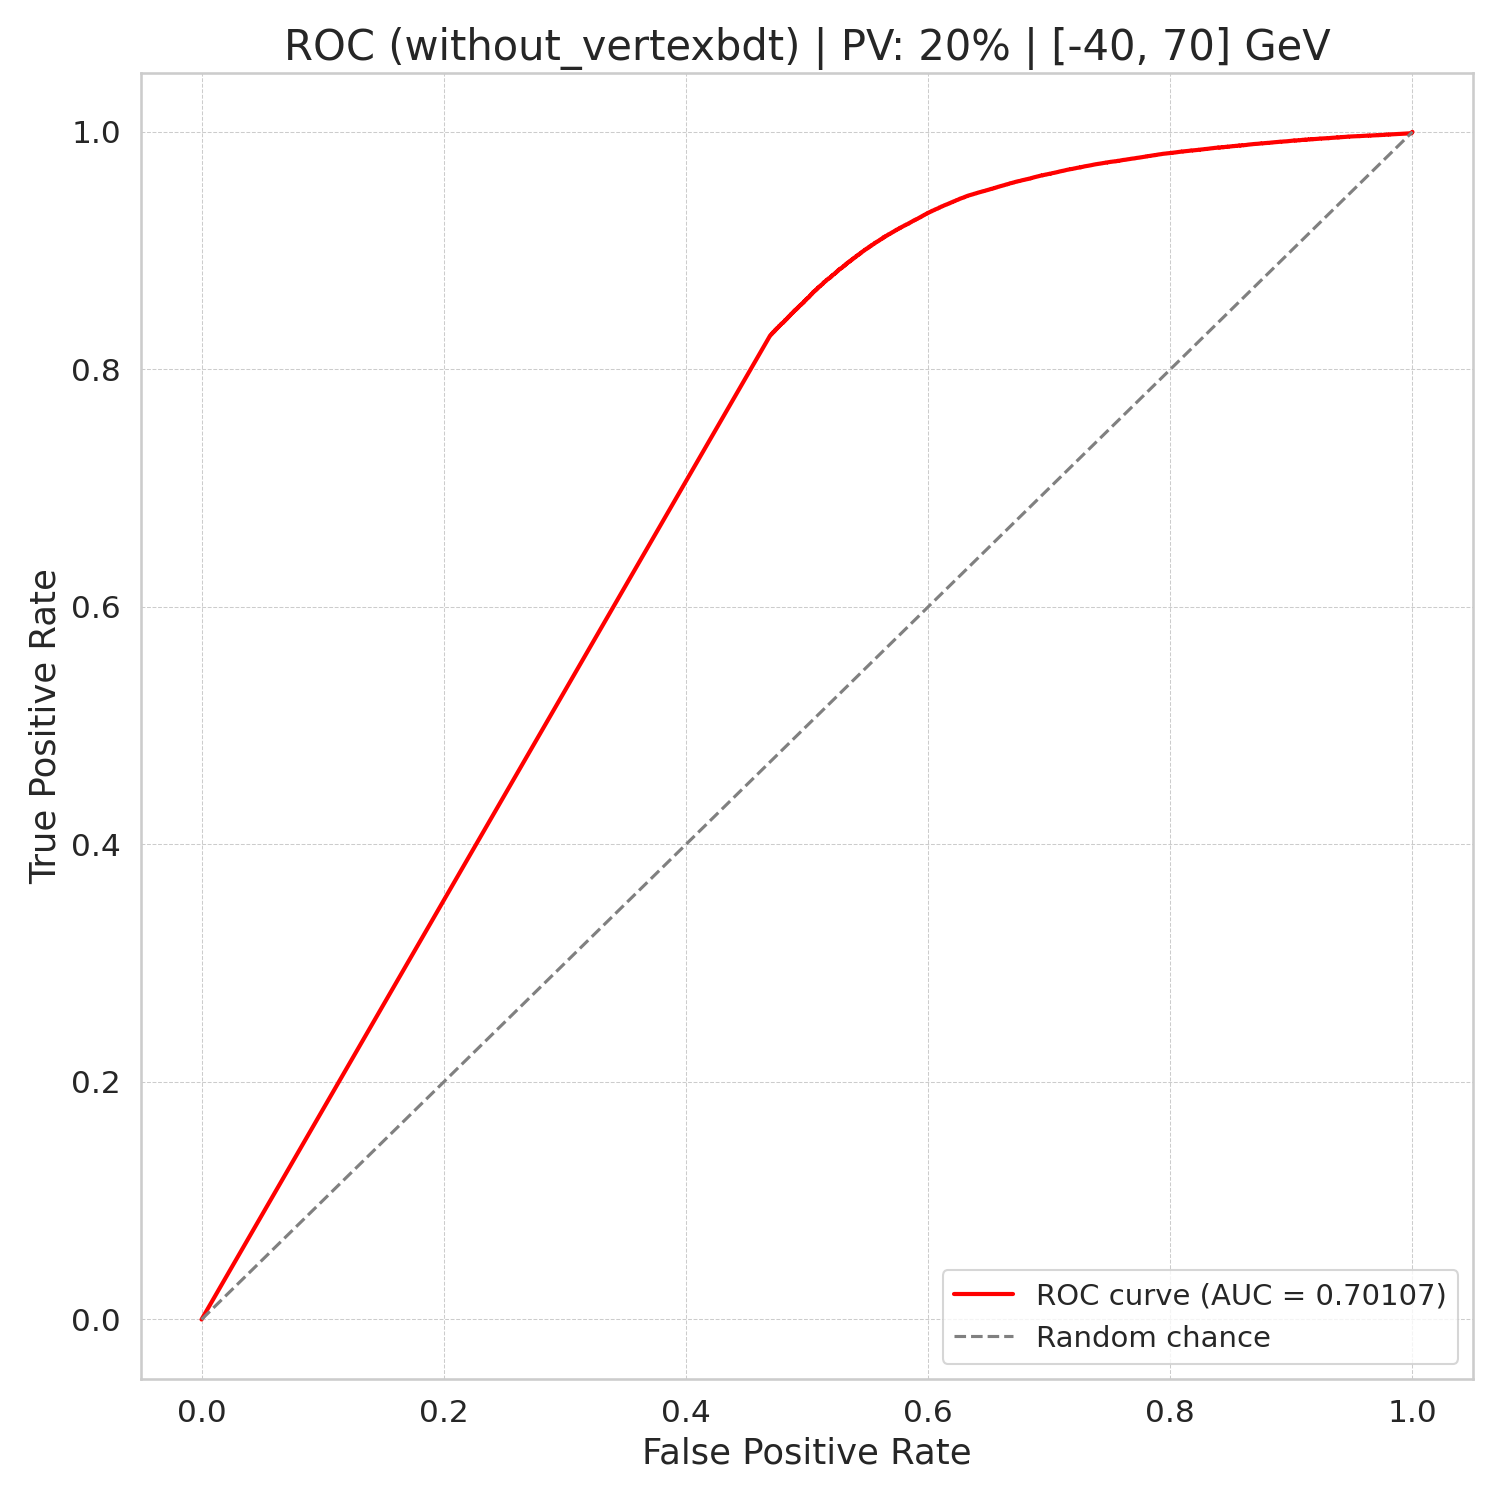 ROC (without_vertexbdt) | PV: 20% | [-40, 70] GeV
True Positive Rate
1.0
0.8
0.6
0.4
0.2
0.0
0.0 0.2 0.4 0.6 0.8 1.0
False Positive Rate
ROC curve (AUC = 0.70107)
Random chance